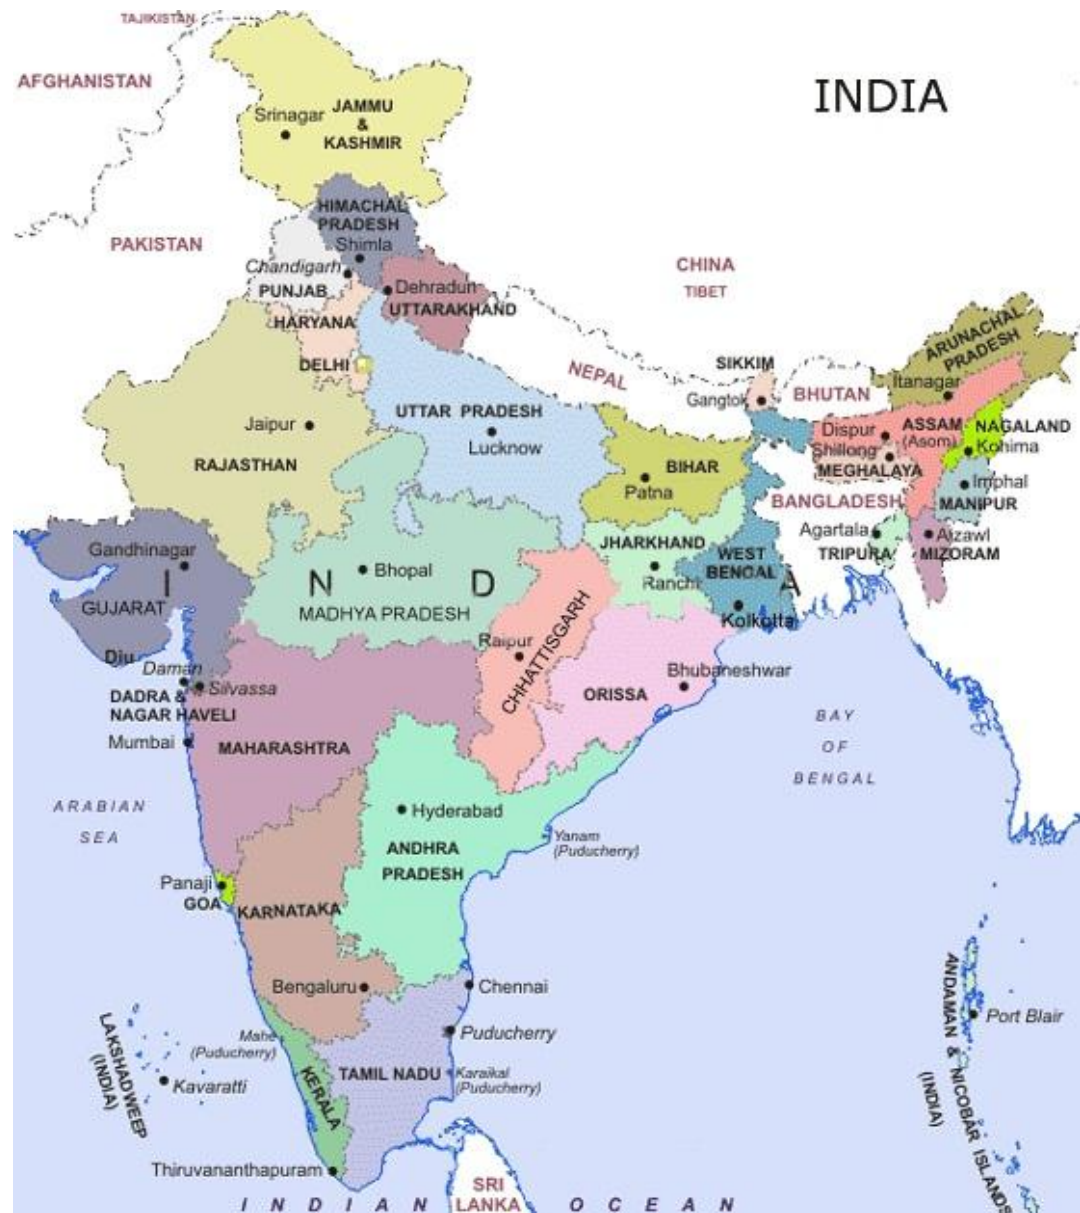 TAJIKISTAN
AFGHANISTAN
INDIA
Srinagar
JAMMU
&
KASHMIR
HIMACHAL
PRADESH
Shimla
PAKISTAN
Chandigarh
PUNJAB
Dehradun
UTTARAKHAND
CHINA
TIBET
HARYANA
DELHI
NEPAL
SIKKIM
Gangtok
BHUTAN
ARUNACHAL
PRADESH
Itanagar
UTTAR PRADESH
Lucknow
Jaipur
RAJASTHAN
BIHAR
Patna
Dispur
ASSAM
(Asom)
NAGALAND
Kohima
Shillong
MEGHALAYA
Imphal
MANIPUR
BANGLADESH
Agartala
TRIPURA
Aizawl
MIZORAM
Gandhinagar
GUJARAT
I N D I A
Bhopal
MADHYA PRADESH
JHARKHAND
Ranchi
WEST
BENGAL
Kolkotta
Raipur
CHHATTISGARH
Diu
Daman
Silvassa
DADRA &
NAGAR HAVELI
Mumbai
MAHARASHTRA
ORISSA
Bhubaneshwar
BAY
OF
BENGAL
ARABIAN
SEA
Hyderabad
ANDHRA
PRADESH
Yanam
(Puducherry)
Panaji
GOA
KARNATAKA
Bengaluru
Chennai
Mahe
(Puducherry)
Puducherry
LAKSHADWEEP
(INDIA)
Kavaratti
KERALA
TAMIL NADU
Karaikal
(Puducherry)
Thiruvananthapuram
ANDAMAN & NICOBAR ISLANDS
(INDIA)
Port Blair
SRI
LANKA
INDIAN OCEAN